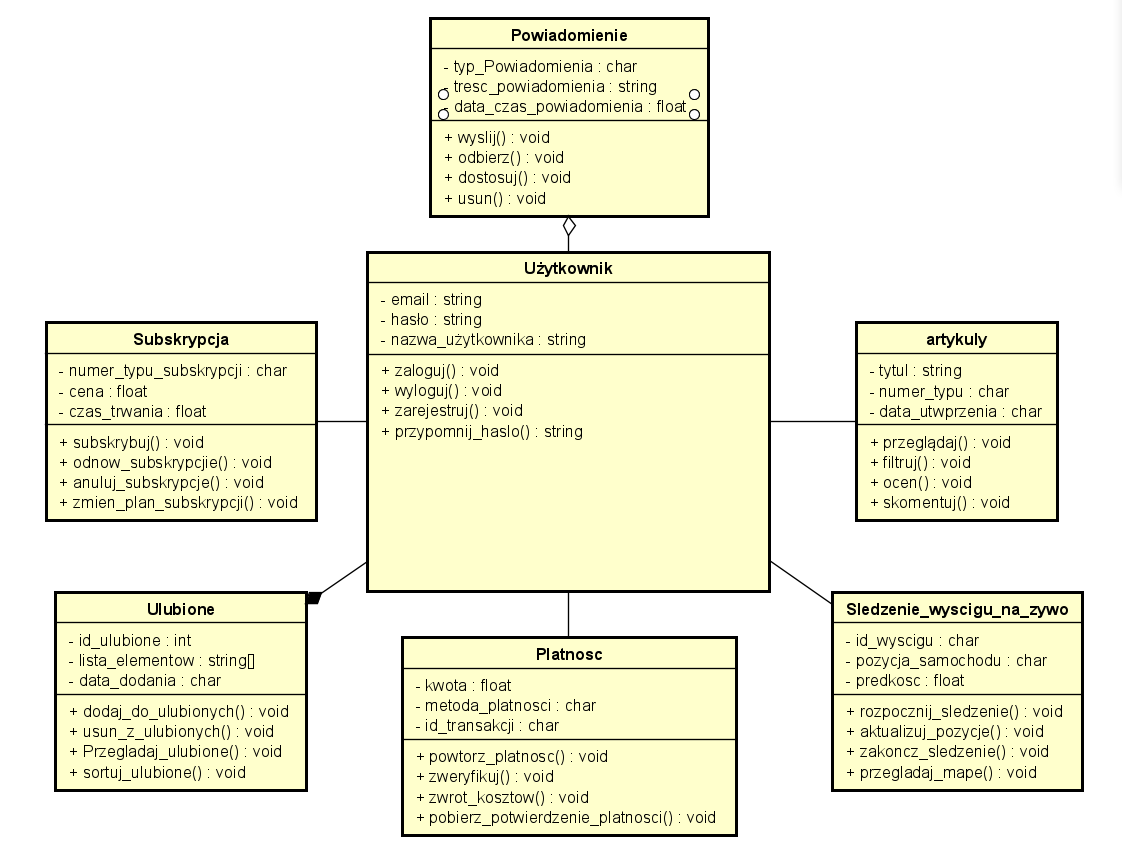 Powiadomienie
- typ_Powiadomienia : char
- tresc_powiadomienia : string
- data_czas_powiadomienia : float
+ wyslij() : void
+ odbierz() : void
+ dostosuj() : void
+ usun() : void
Użytkownik
- email : string
- hasło : string
- nazwa_użytkownika : string
+ zaloguj() : void
+ wyloguj() : void
+ zarejestruj() : void
+ przypomnij_haslo() : string
Subskrypcja
- numer_typu_subskrypcji : char
- cena : float
- czas_trwania : float
+ subskrybuj() : void
+ odnow_subskrypcjie() : void
+ anuluj_subskrypcje() : void
+ zmien_plan_subskrypcji() : void
artykuly
- tytul : string
- numer_typu : char
- data_utwprzenia : char
+ przeglądaj() : void
+ filtruj() : void
+ ocen() : void
+ skomentuj() : void
Ulubione
- id_ulubione : int
- lista_elementow : string[]
- data_dodania : char
+ dodaj_do_ulubionych() : void
+ usun_z_ulubionych() : void
+ Przegladaj_ulubione() : void
+ sortuj_ulubione() : void
Platnosc
- kwota : float
- metoda_platnosci : char
- id_transakcji : char
+ powtorz_platnosc() : void
+ zweryfikuj() : void
+ zwrot_kosztow() : void
+ pobierz_potwierdzenie_platnosci() : void
Sledzenie_wyscigu_na_zywo
- id_wyscigu : char
- pozycja_samochodu : char
- predkosc : float
+ rozpocznij_sledzenie() : void
+ aktualizuj_pozycje() : void
+ zakoncz_sledzenie() : void
+ przegladaj_mape() : void